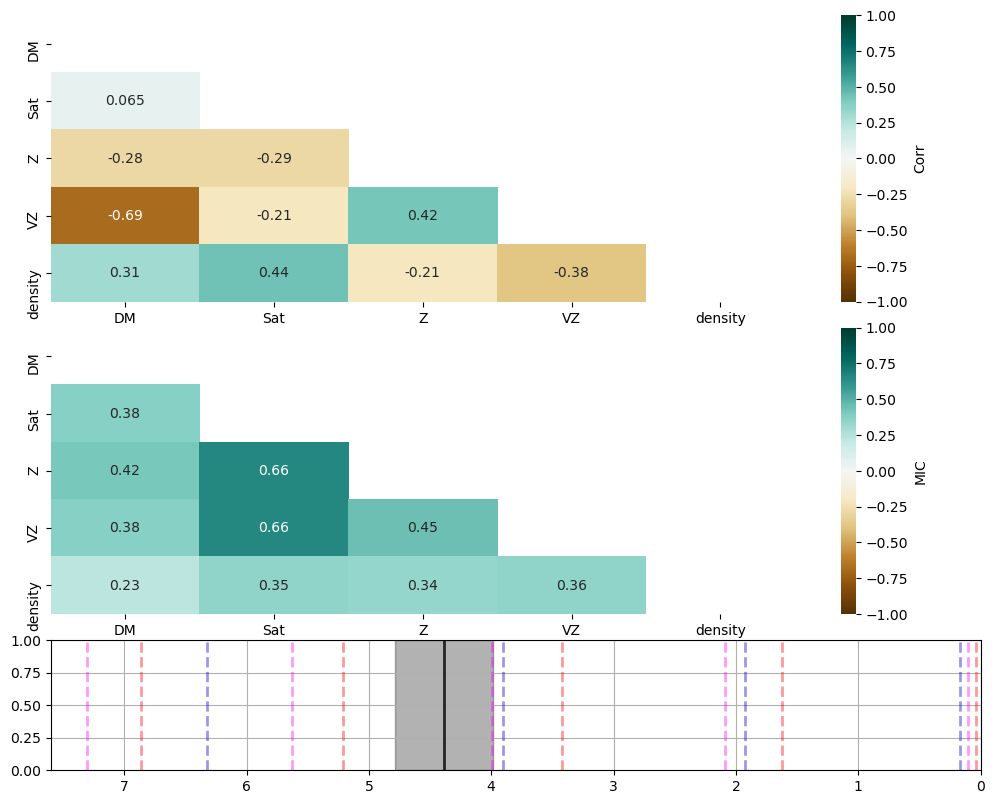 1.00
DM
0.75
0.065
Sat
0.50
0.25
-0.28 -0.29
Z
0.00
Corr
−0.25
-0.69 -0.21 0.42
VZ
−0.50
0.31 0.44 -0.21 -0.38
density
−0.75
−1.00
DM Sat Z VZ density
1.00
DM
0.75
0.38
Sat
0.50
0.25
0.42 0.66
Z
0.00
MIC
−0.25
0.38 0.66 0.45
VZ
−0.50
0.23 0.35 0.34 0.36
density
−0.75
−1.00
DM Sat Z VZ density
1.00
0.75
0.50
0.25
0.00
7 6 5 4 3 2 1 0